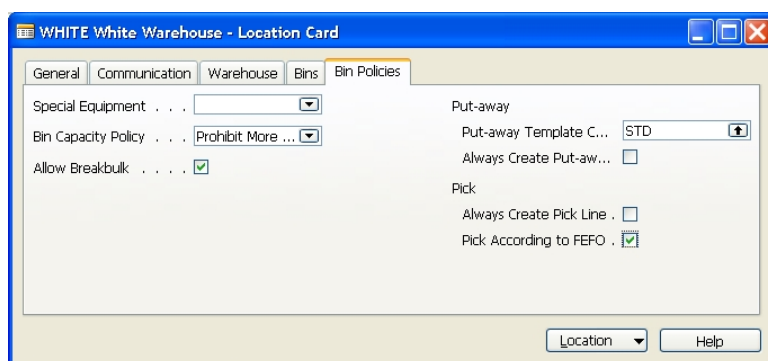 WHITE White Warehouse - Location Card
General Communication Warehouse Bins Bin Policies
Special Equipment . . .
Bin Capacity Policy . . . Prohibit More ...
Allow Breakbulk . . . . .
Put-away
Put-away Template C... STD
Always Create Put-aw...
Pick
Always Create Pick Line .
Pick According to FEFO .
Location Help